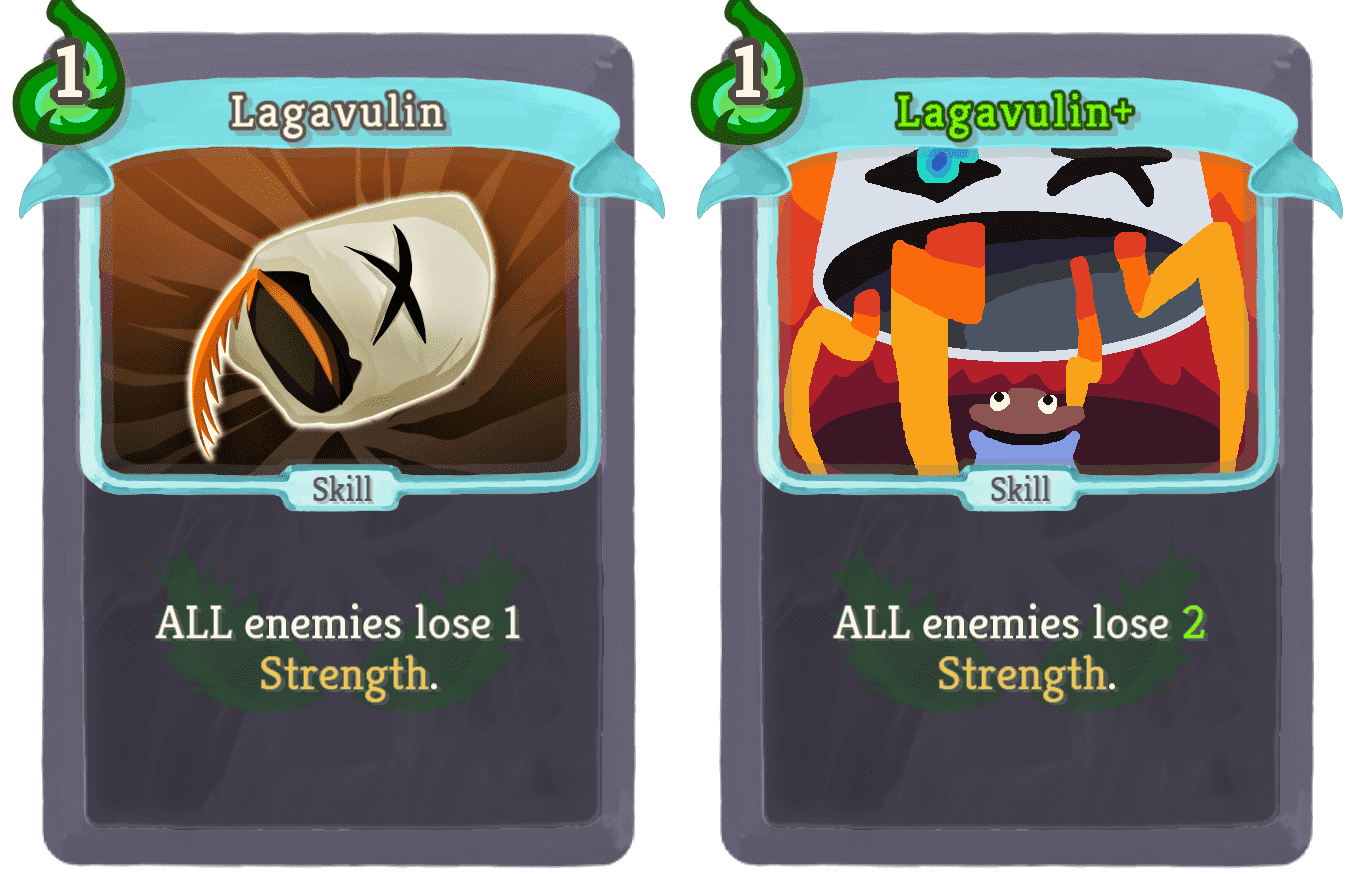 1
Lagavulin
Skill
ALL enemies lose 1
Strength.
1
Lagavulin+
Skill
ALL enemies lose 2
Strength.